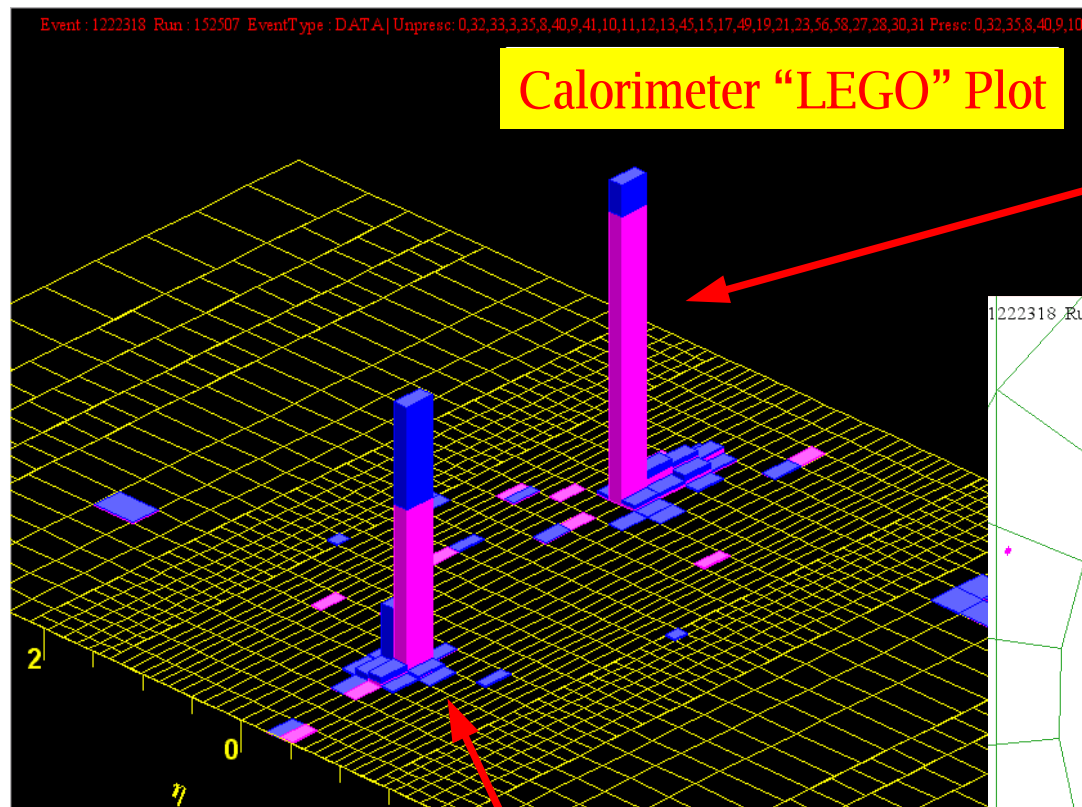 Event : 1222318 Run : 152507 EventType : DATA | Unpresc: 0,32,33,3,35,8,40,9,41,10,11,12,13,45,15,17,49,19,21,23,56,58,27,28,30,31 Presc: 0,32,35,8,40,9,10
Calorimeter “LEGO” Plot
1222318 Ru
2
0
η